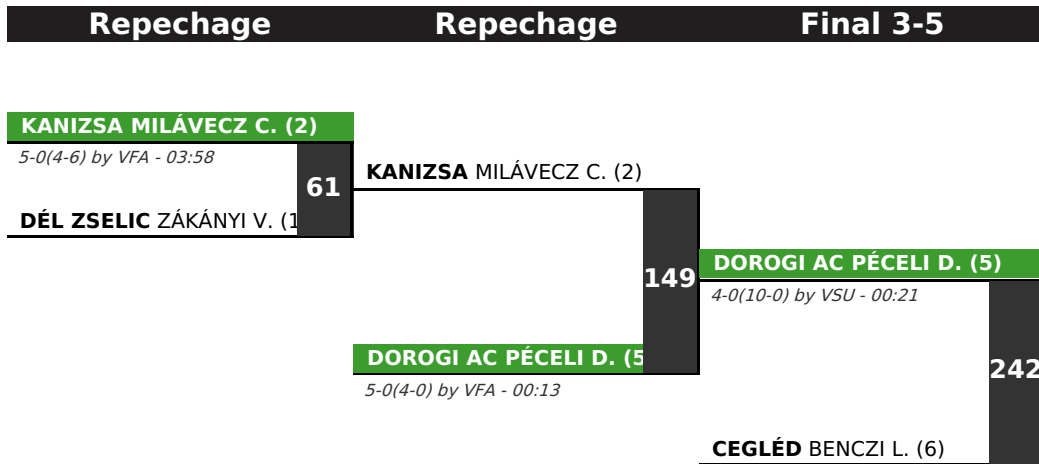 Repechage
Repechage
Final 3-5
KANIZSA MILÁVECZ C. (2)
5-0(4-6) by VFA - 03:58
61
DÉL ZSELIC ZÁKÁNYI V. (1
KANIZSA MILÁVECZ C. (2)
149
DOROGI AC PÉCELI D. (5
5-0(4-0) by VFA - 00:13
DOROGI AC PÉCELI D. (5)
4-0(10-0) by VSU - 00:21
242
CEGLÉD BENCZI L. (6)